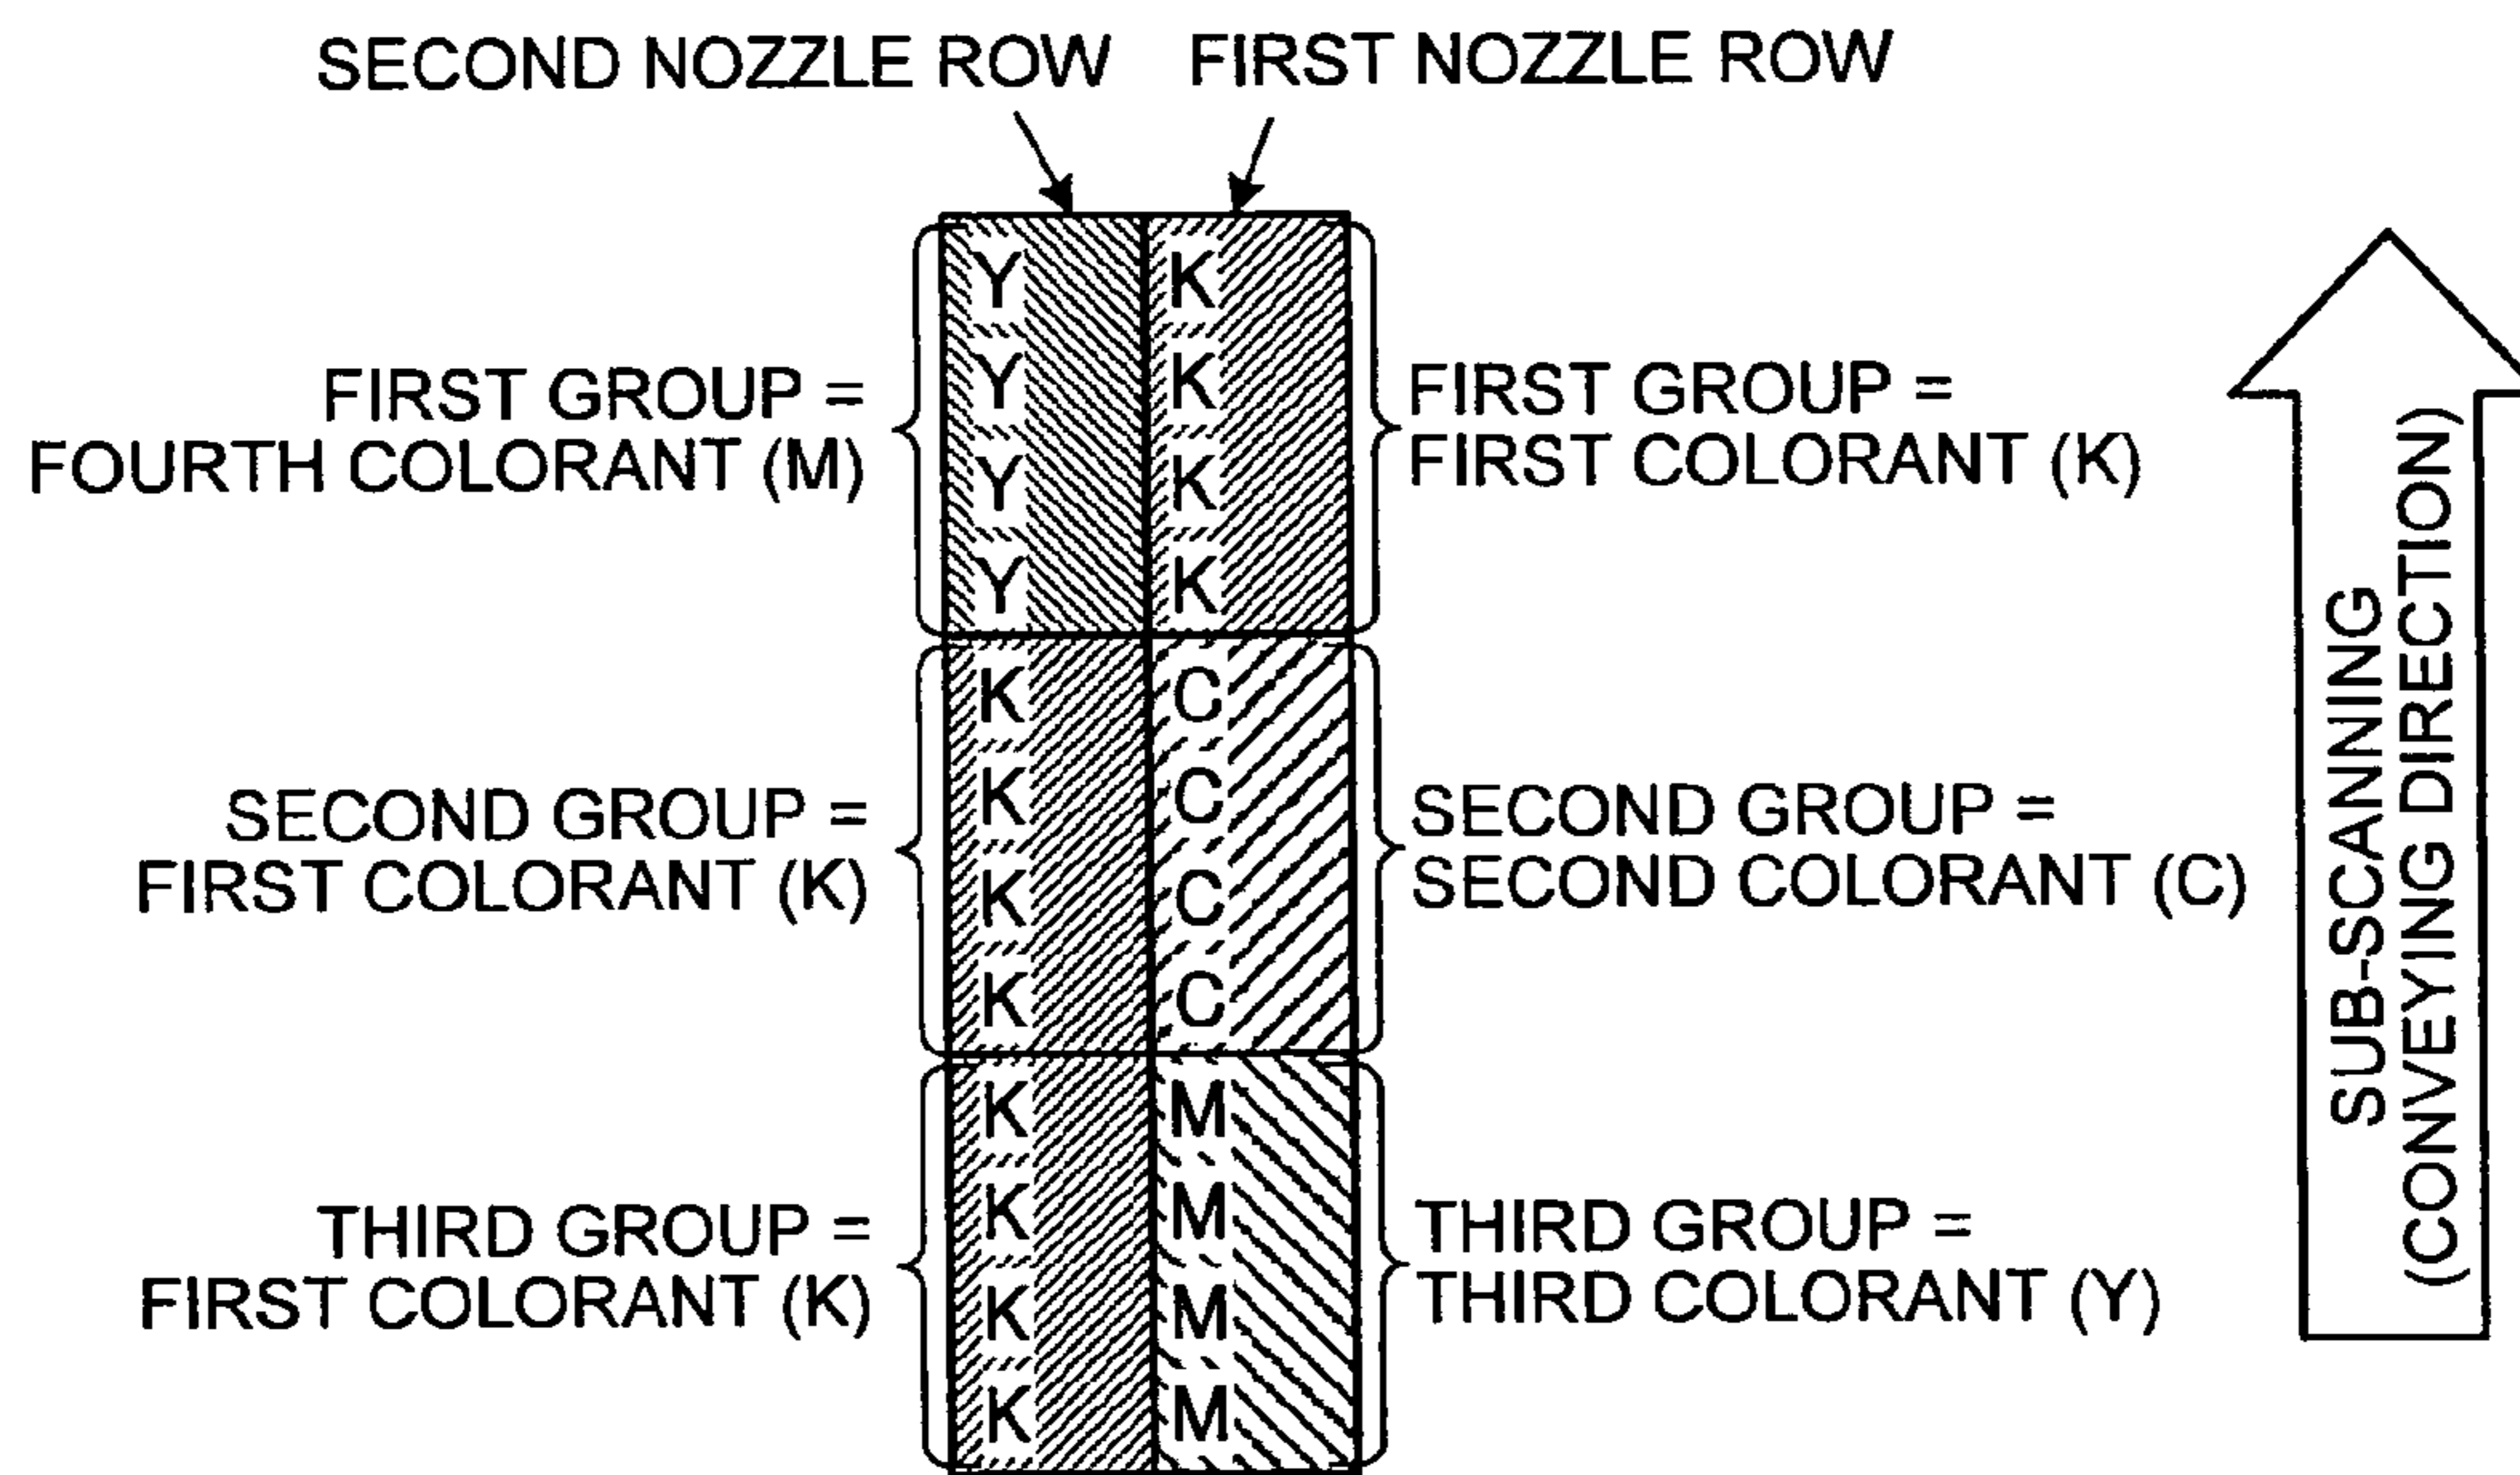 SECOND NOZZLE ROW FIRST NOZZLE ROW
Y K
Y K
Y K
Y K
FIRST GROUP =
FOURTH COLORANT (M)
FIRST GROUP =
FIRST COLORANT (K)
K C
K C
K C
K C
SECOND GROUP =
FIRST COLORANT (K)
SECOND GROUP =
SECOND COLORANT (C)
K M
K M
K M
K M
THIRD GROUP =
FIRST COLORANT (K)
THIRD GROUP =
THIRD COLORANT (Y)
SUB-SCANNING
(CONVEYING DIRECTION)